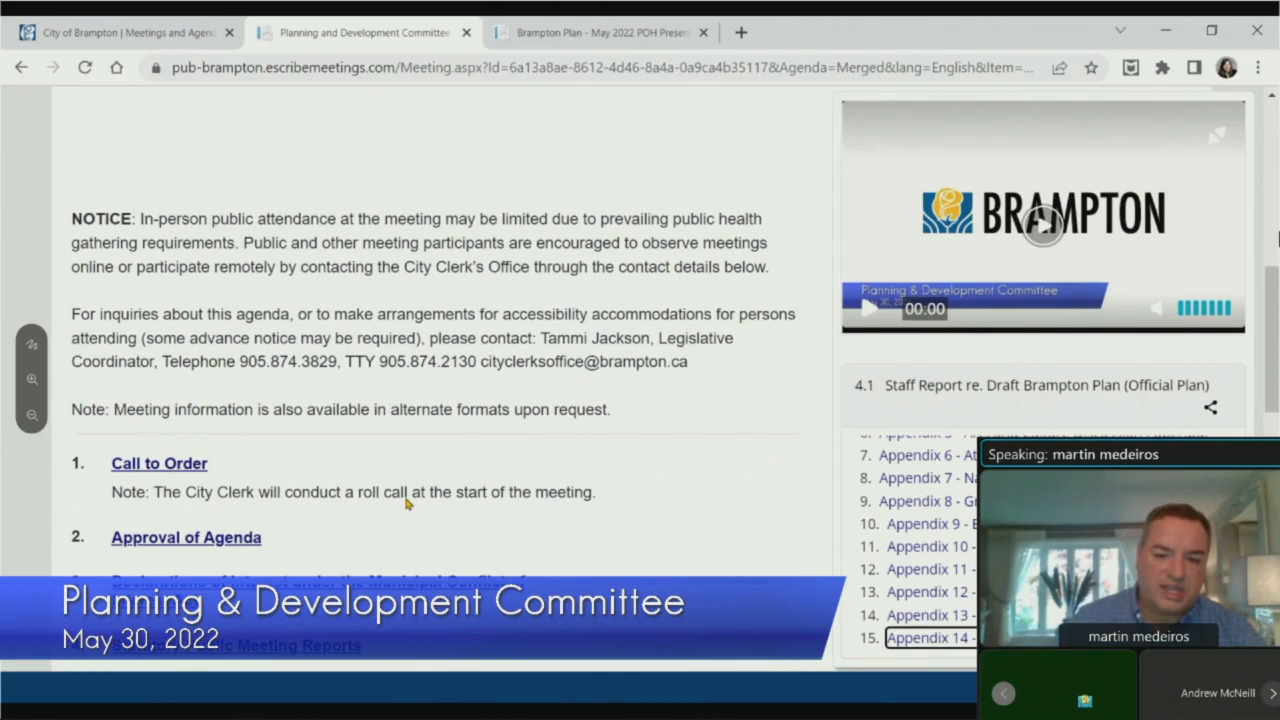 City of Brampton | Meetings and Agen
Planning and Development Committee
Brampton Plan - May 2022 POH Presen
pub-brampton.escribemeetings.com/Meeting.aspx?Id=6a13a8ae-8612-4d46-8a4a-0a9ca4b35117&Agenda=Merged&lang=English&Item=...
NOTICE: In-person public attendance at the meeting may be limited due to prevailing public health
gathering requirements. Public and other meeting participants are encouraged to observe meetings
online or participate remotely by contacting the City Clerk's Office through the contact details below.
For inquiries about this agenda, or to make arrangements for accessibility accommodations for persons
attending (some advance notice may be required), please contact: Tammi Jackson, Legislative
Coordinator, Telephone 905.874.3829, TTY 905.874.2130 cityclerksoffice@brampton.ca
Note: Meeting information is also available in alternate formats upon request.
1. Call to Order
Note: The City Clerk will conduct a roll call at the start of the meeting.
2. Approval of Agenda
Planning & Development Committee
May 30, 2022
Meeting Reports
BRAMPTON
Planning & Development Committee
00:00
4.1 Staff Report re. Draft Brampton Plan (Official Plan)
7. Appendix 6 - At
8. Appendix 7 - Na
9. Appendix 8 - Gr
10. Appendix 9 - E
11. Appendix 10 -
12. Appendix 11 -
13. Appendix 12 -
14. Appendix 13 -
15. Appendix 14 -
Speaking: martin medeiros
martin medeiros
Andrew McNeill